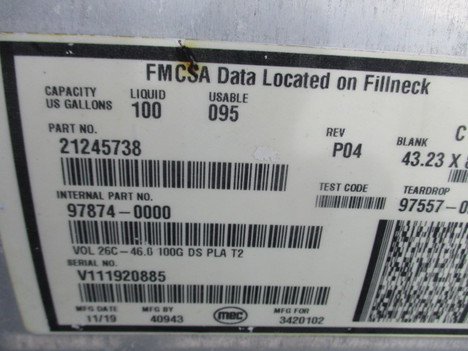 FMCSA Data Located on Fillneck
CAPACITY US GALLONS LIQUID 100 USABLE 095
PART NO. 21245738
REV P04
BLANK 43.23 X
INTERNAL PART NO. 97874-0000
TEST CODE
TEARDROP 97557-0
VOL 26C-46.6 100G DS PLA T2
SERIAL NO.
V111920885
MFG DATE 11/19
MFG BY 40943
mec
MFG FOR 3420102